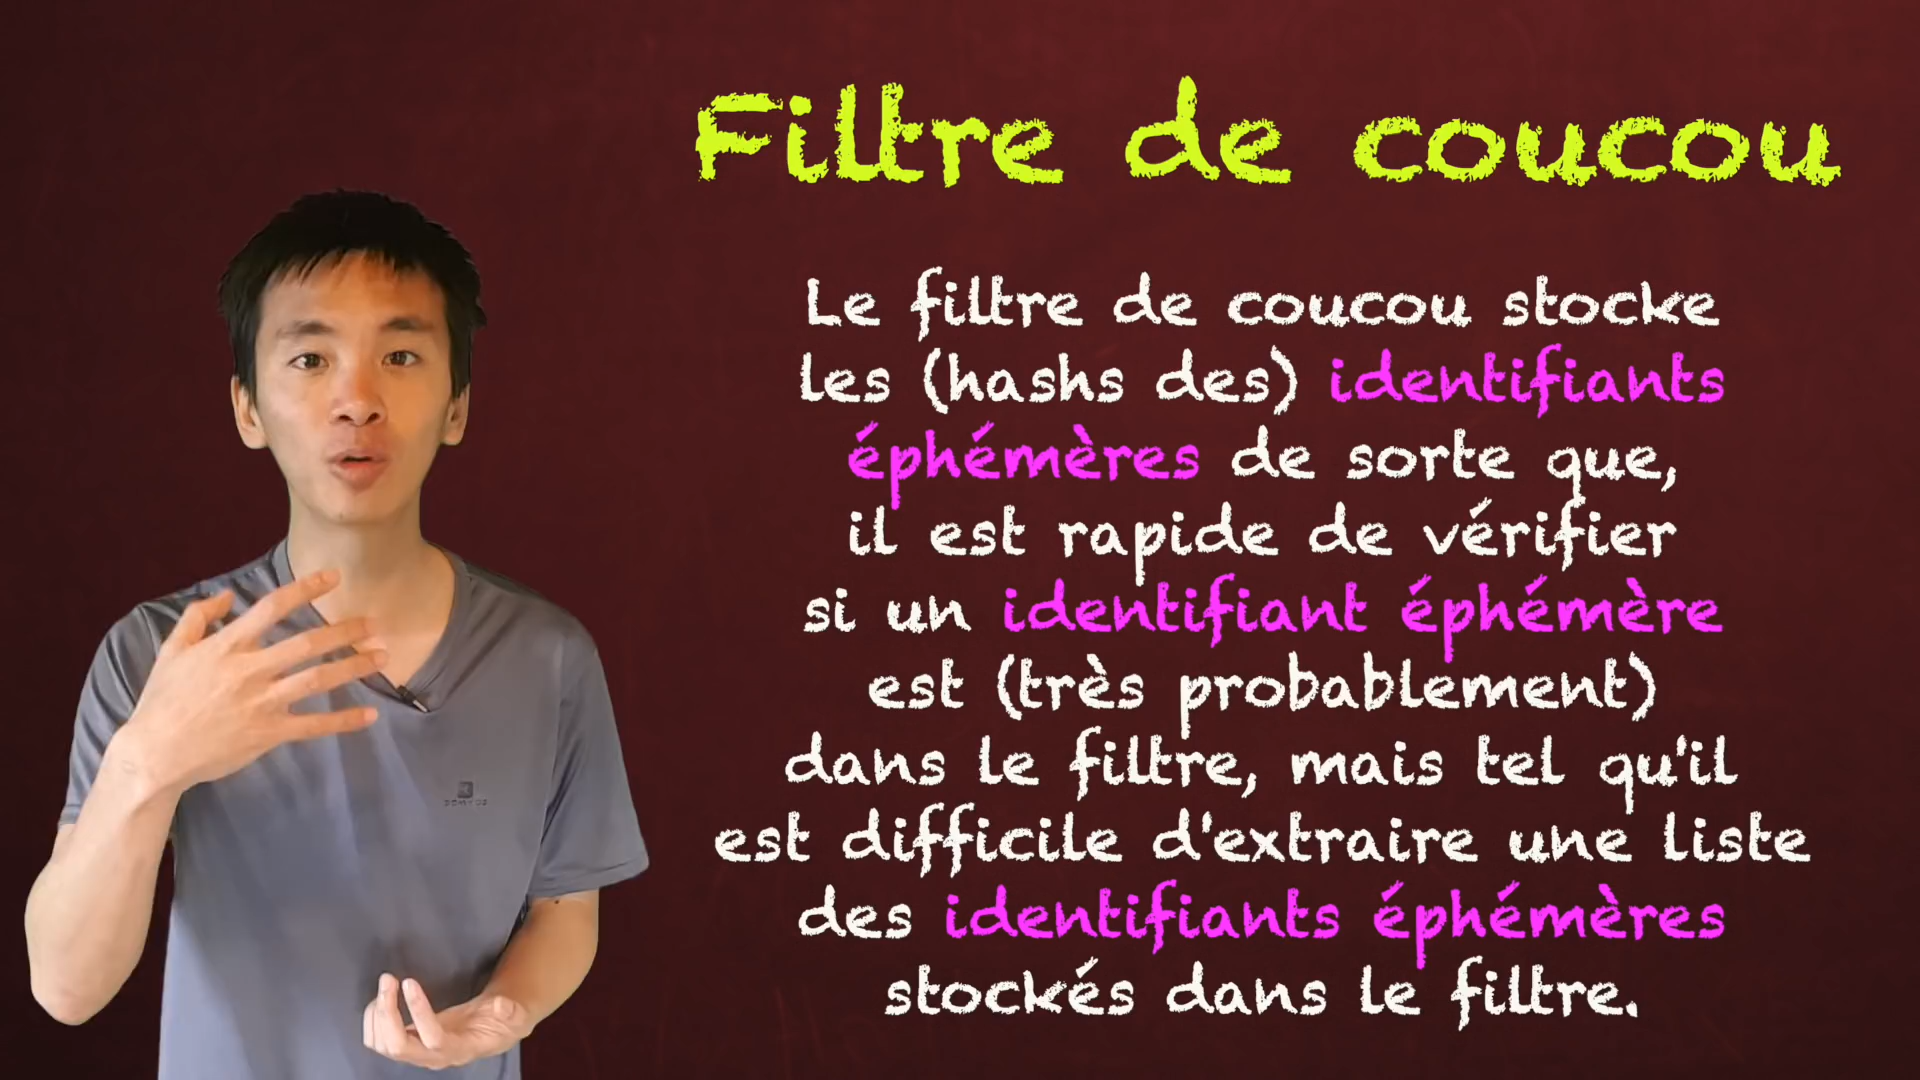 Filtre de coucou
Le filtre de coucou stocke
les (hashs des) identifiants
éphémères de sorte que,
il est rapide de vérifier
si un identifiant éphémère
est (très probablement)
dans le filtre, mais tel qu'il
est difficile d'extraire une liste
des identifiants éphémères
stockés dans le filtre.
DOMYOS